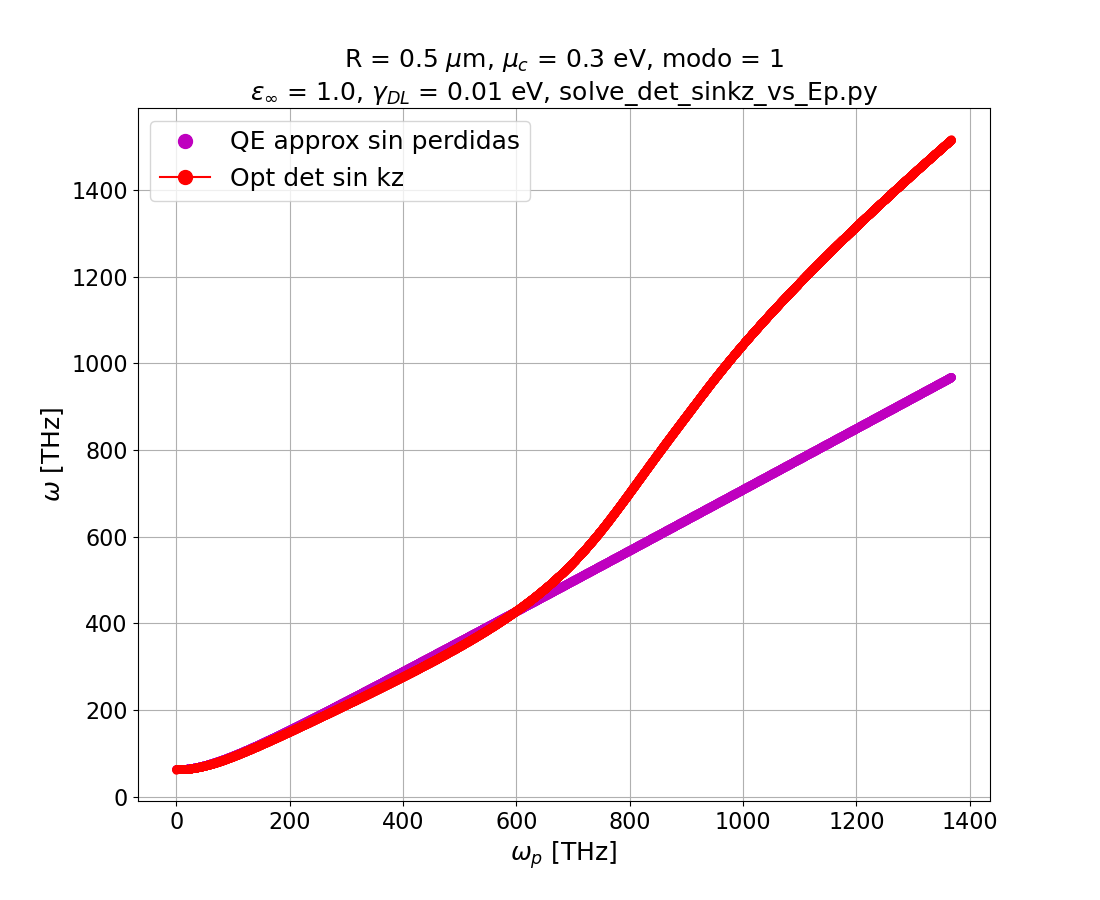 R = 0.5 μm, μ_c = 0.3 eV, modo = 1
ε_∞ = 1.0, γ_DL = 0.01 eV, solve_det_sinkz_vs_Ep.py
QE approx sin perdidas
Opt det sin kz
1400
1200
1000
800
600
400
200
0
ω [THz]
0 200 400 600 800 1000 1200 1400
ω_p [THz]